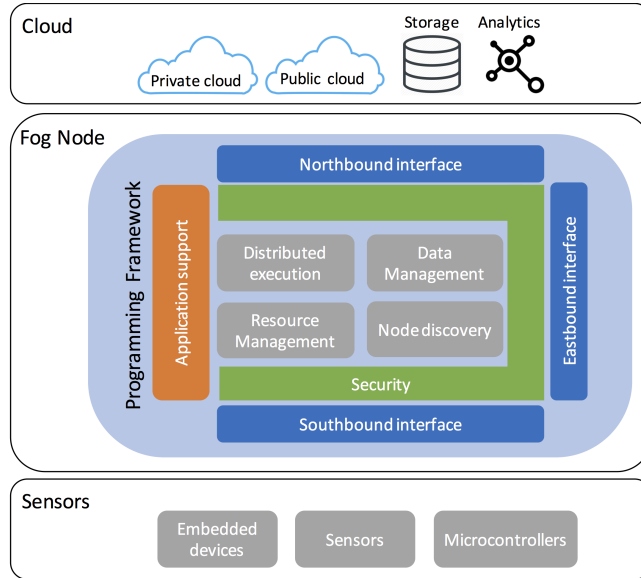 Cloud
Storage
Analytics
Private cloud
Public cloud
Fog Node
Northbound interface
Programming Framework
Application support
Distributed
execution
Data
Management
Resource
Management
Node discovery
Eastbound interface
Security
Southbound interface
Sensors
Embedded
devices
Sensors
Microcontrollers